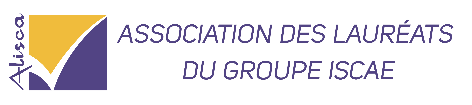 Alisca
ASSOCIATION DES LAURÉATS
DU GROUPE ISCAE